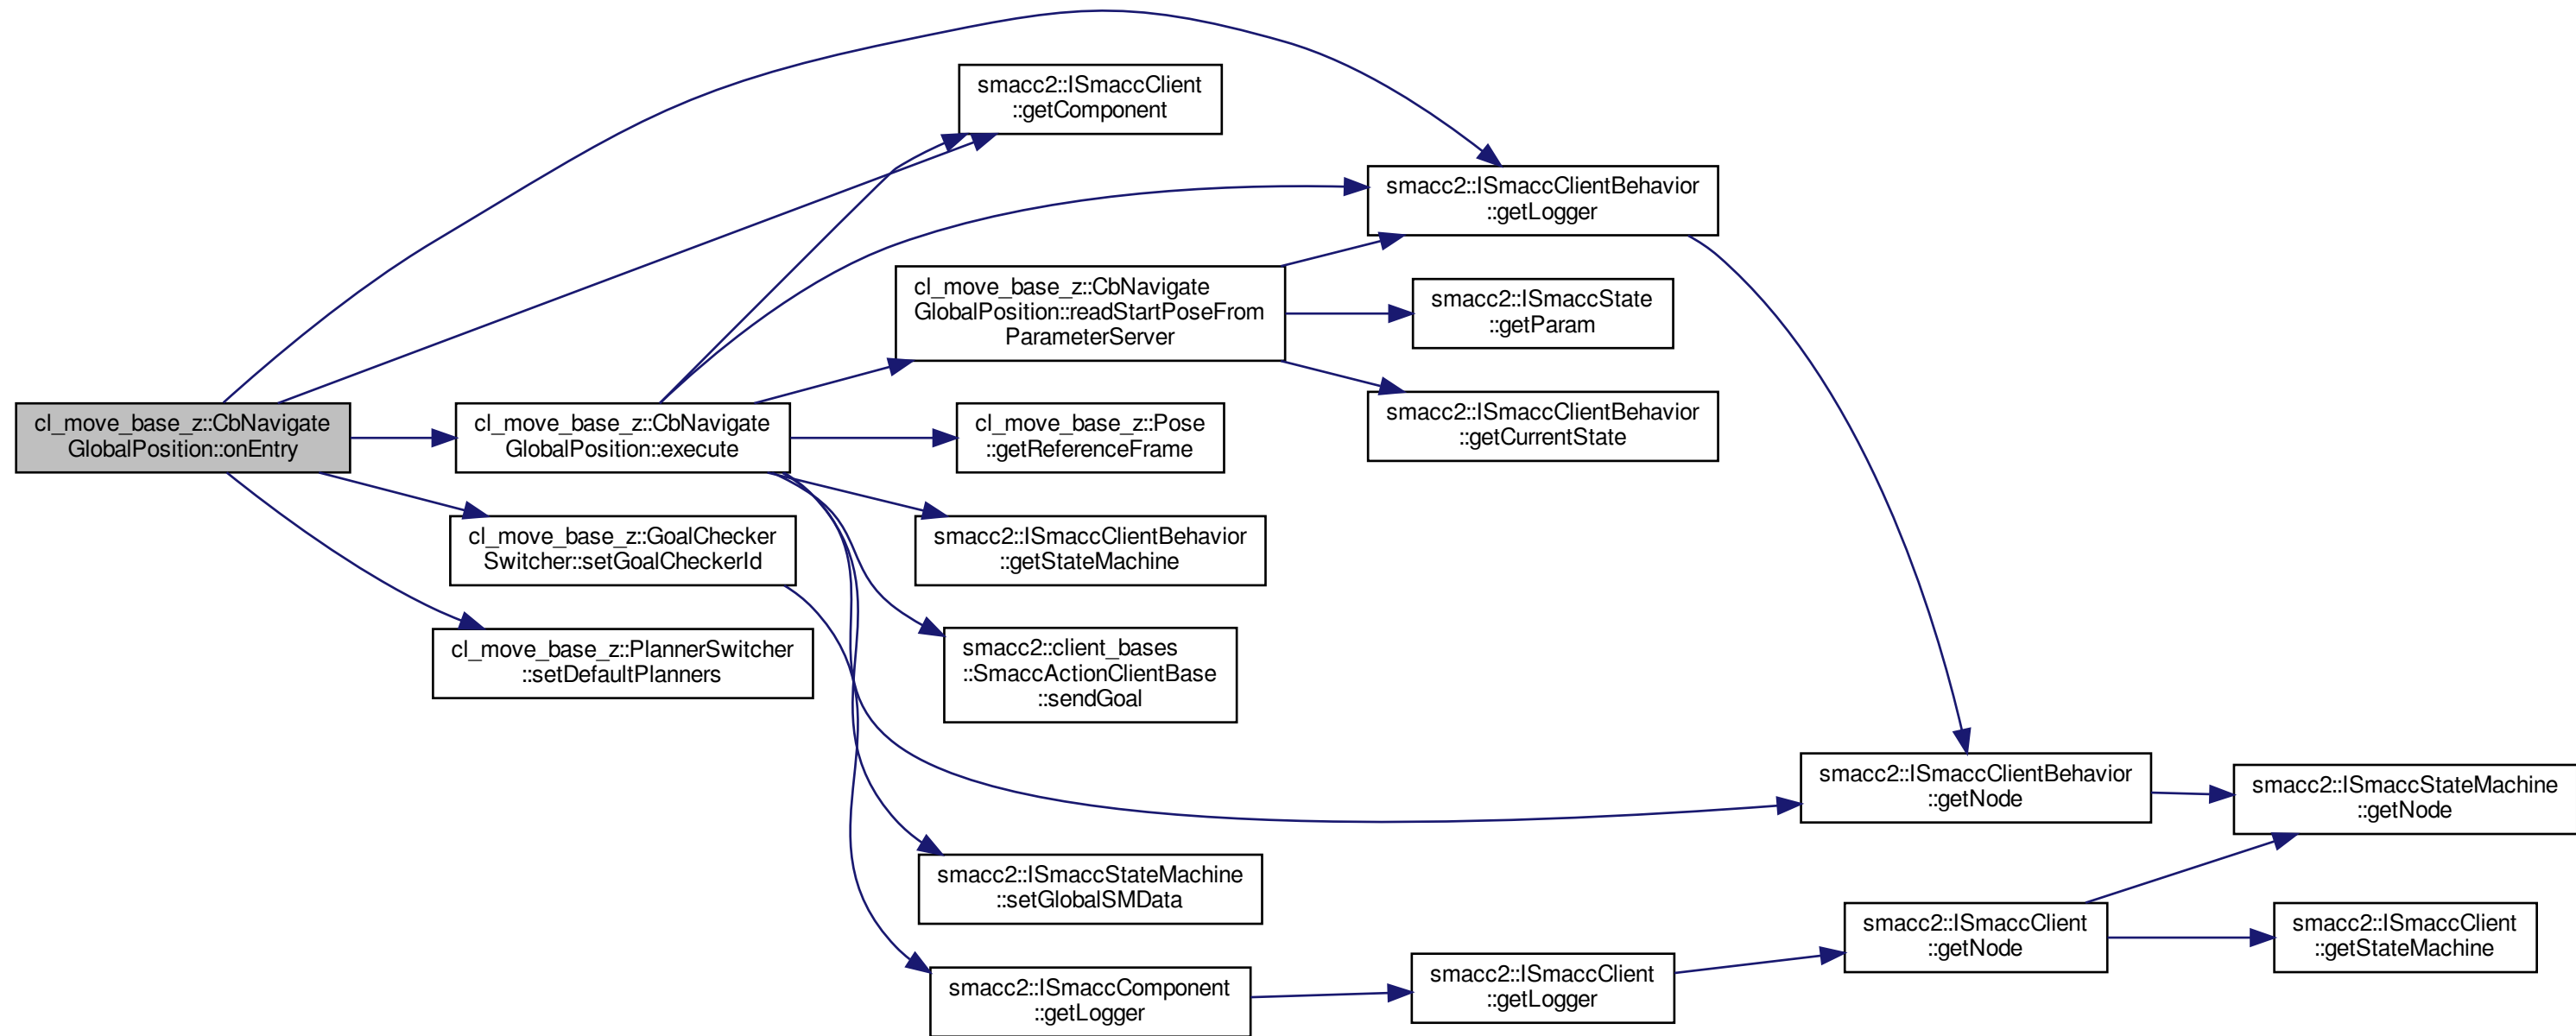 smacc2::ISmaccClient
::getComponent
smacc2::ISmaccClientBehavior
::getLogger
cl_move_base_z::CbNavigate
GlobalPosition::readStartPoseFrom
ParameterServer
smacc2::ISmaccState
::getParam
cl_move_base_z::CbNavigate
GlobalPosition::onEntry
cl_move_base_z::CbNavigate
GlobalPosition::execute
cl_move_base_z::Pose
::getReferenceFrame
smacc2::ISmaccClientBehavior
::getCurrentState
cl_move_base_z::GoalChecker
Switcher::setGoalCheckerId
smacc2::ISmaccClientBehavior
::getStateMachine
cl_move_base_z::PlannerSwitcher
::setDefaultPlanners
smacc2::client_bases
::SmaccActionClientBase
::sendGoal
smacc2::ISmaccClientBehavior
::getNode
smacc2::ISmaccStateMachine
::getNode
smacc2::ISmaccStateMachine
::setGlobalSMData
smacc2::ISmaccClient
::getNode
smacc2::ISmaccClient
::getStateMachine
smacc2::ISmaccComponent
::getLogger
smacc2::ISmaccClient
::getLogger